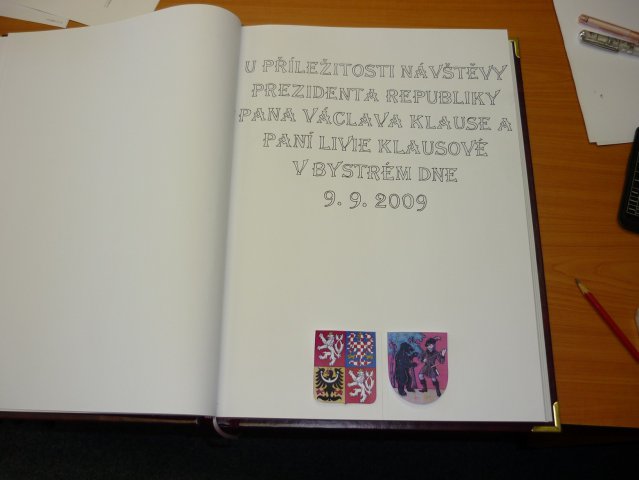 U PŘÍLEŽITOSTI NÁVŠTĚVY
PREZIDENTA REPUBLIKY
PANA VÁCLAVA KLAUSE A
PANÍ LIVIE KLAUSOVÉ
V BYSTRÉM DNE
9. 9. 2009